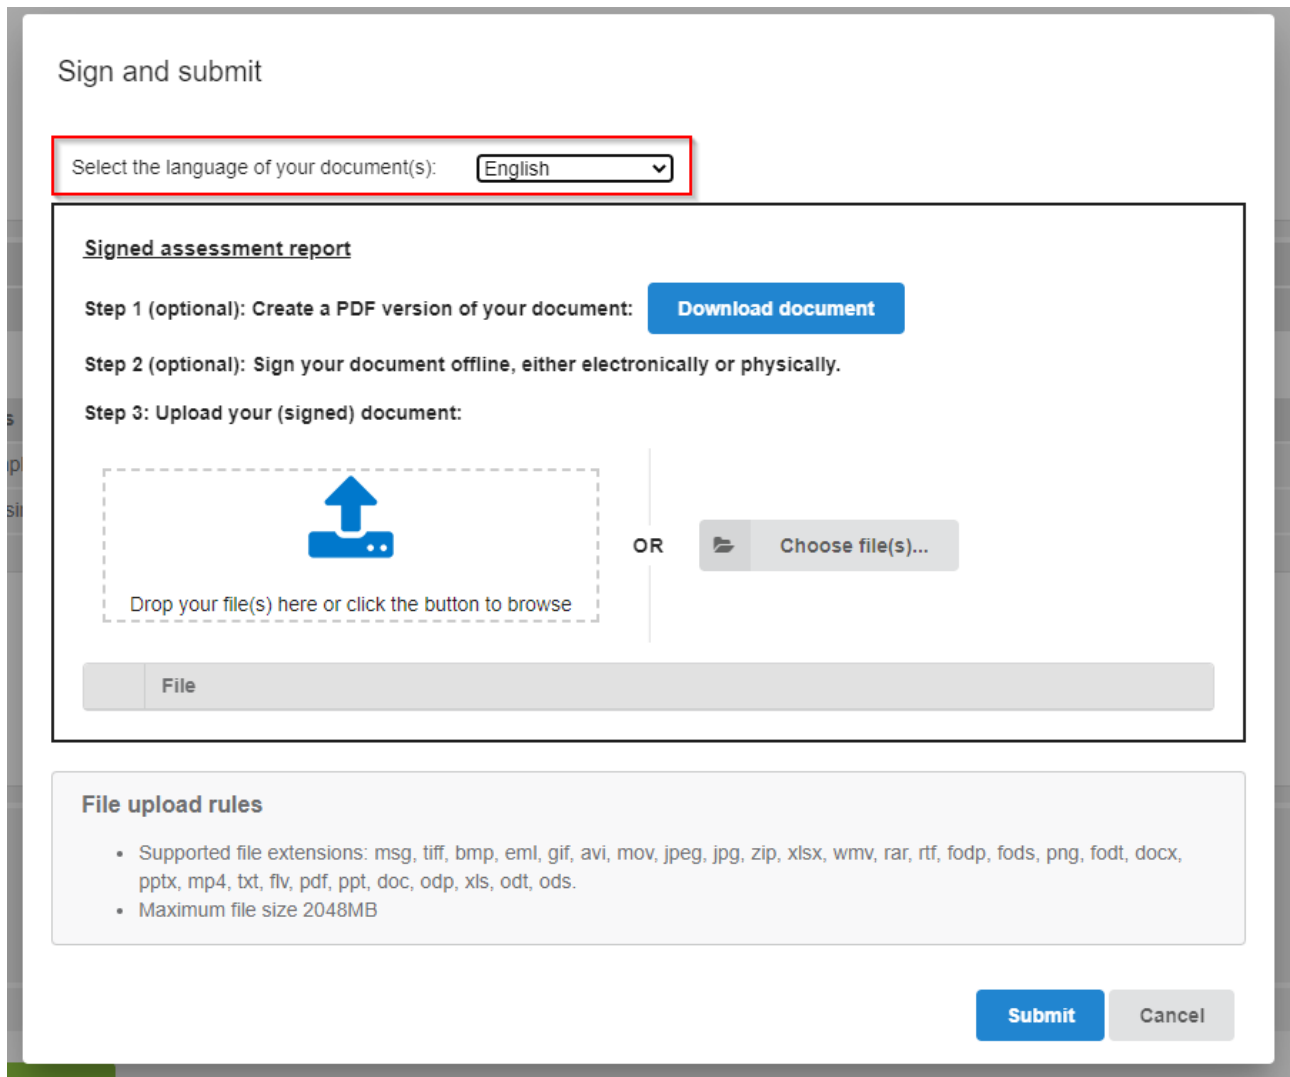 Sign and submit
Select the language of your document(s): English
Signed assessment report
Step 1 (optional): Create a PDF version of your document: Download document
Step 2 (optional): Sign your document offline, either electronically or physically.
Step 3: Upload your (signed) document:
Drop your file(s) here or click the button to browse
OR
Choose file(s)...
File
File upload rules
• Supported file extensions: msg, tiff, bmp, eml, gif, avi, mov, jpeg, jpg, zip, xlsx, wmv, rar, rtf, fodp, fods, png, fodt, docx,
pptx, mp4, txt, flv, pdf, ppt, doc, odp, xls, odt, ods.
• Maximum file size 2048MB
Submit Cancel